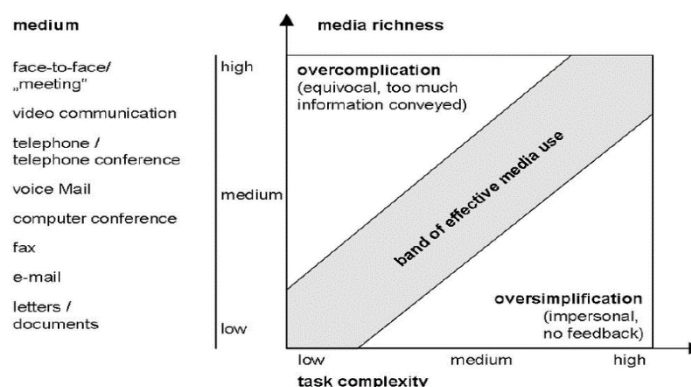 medium
media richness
face-to-face/
„meeting“
video communication
telephone /
telephone conference
voice Mail
computer conference
fax
e-mail
letters /
documents
high
medium
low
overcomplication
(equivocal, too much
information conveyed)
band of effective media use
oversimplification
(impersonal,
no feedback)
low
medium
high
task complexity